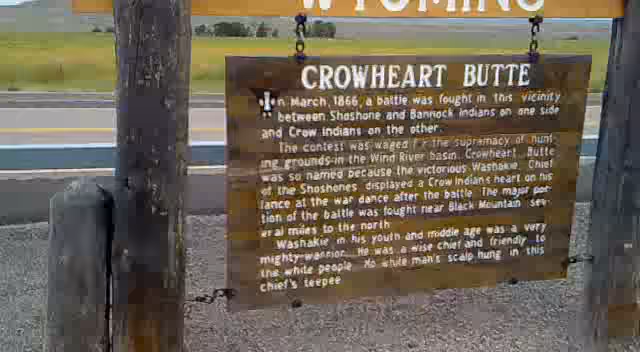 WYOMING
CROWHEART BUTTE
In March, 1866, a battle was fought in this vicinity
between Shoshone and Bannock Indians on one side
and Crow Indians on the other.
The contest was waged for the supremacy of hunt-
ing grounds in the Wind River basin. Crowheart Butte
was so named because the victorious Washakie, Chief
of the Shoshones, displayed a Crow Indian's heart on his
lance at the war dance after the battle. The major por-
tion of the battle was fought near Black Mountain sev-
eral miles to the north.
Washakie in his youth and middle age was a very
mighty warrior. He was a wise chief and friendly to
the white people. No white man's scalp hung in this
chief's teepee